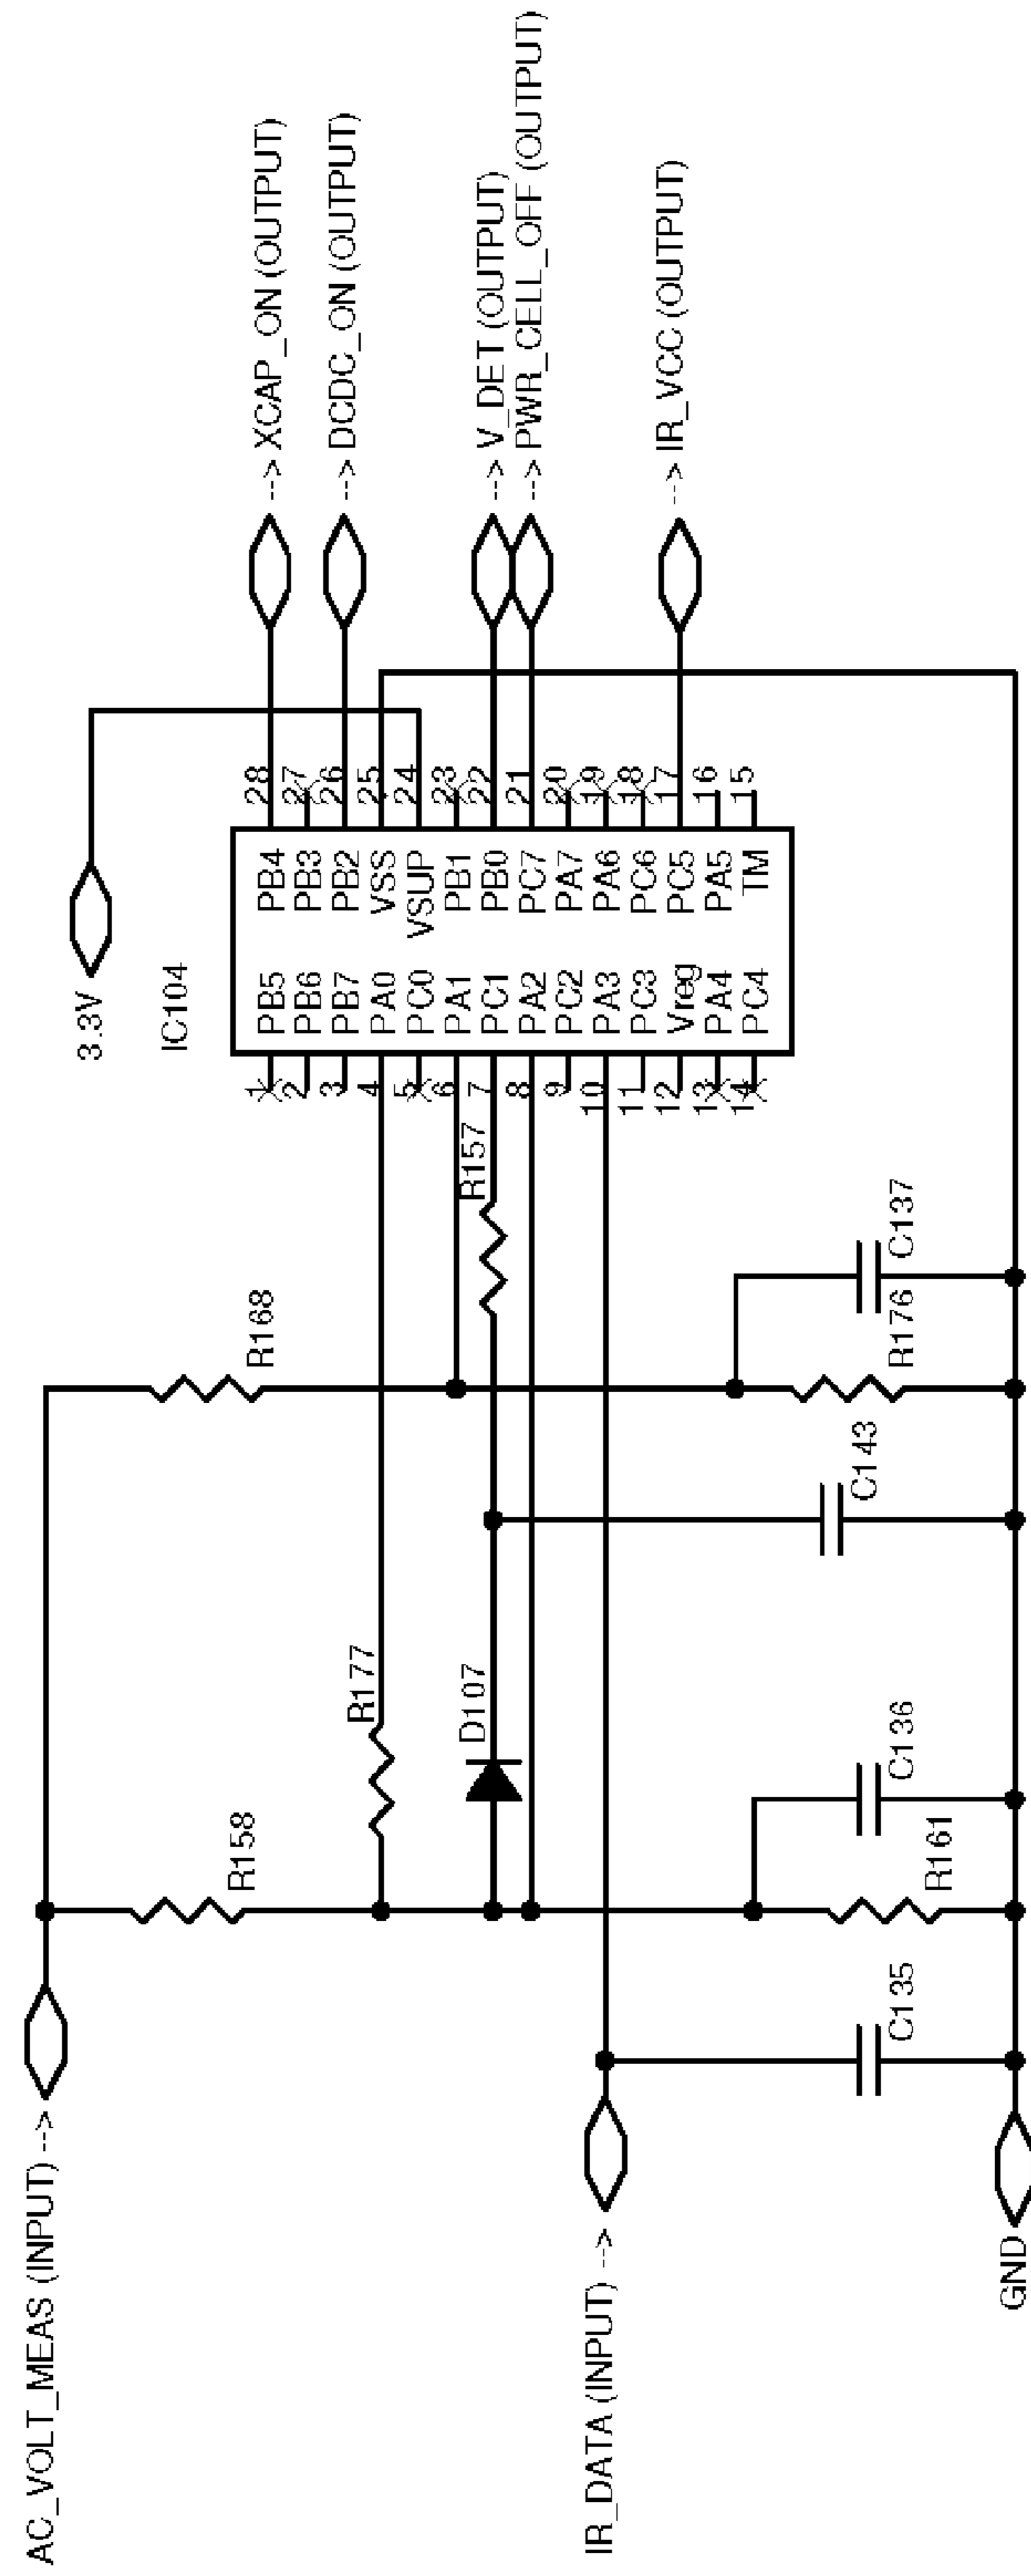 AC_VOLT_MEAS (INPUT) -->
IR_DATA (INPUT) -->
GND
R158
R177
D107
R168
R157
C135
R161
C136
C143
R176
C137
3.3V
IC104
1 PB5
2 PB6
3 PB7
4 PA0
5 PC0
6 PA1
7 PC1
8 PA2
9 PC2
10 PA3
11 PC3
12 Vreg
13 PA4
14 PC4
PB4 28
PB3 27
PB2 26
VSS 25
VSUP 24
PB1 23
PB0 22
PC7 21
PA7 20
PA6 19
PC6 18
PC5 17
PA5 16
TM 15
--> XCAP_ON (OUTPUT)
--> DCDC_ON (OUTPUT)
--> V_DET (OUTPUT)
--> PWR_CELL_OFF (OUTPUT)
--> IR_VCC (OUTPUT)